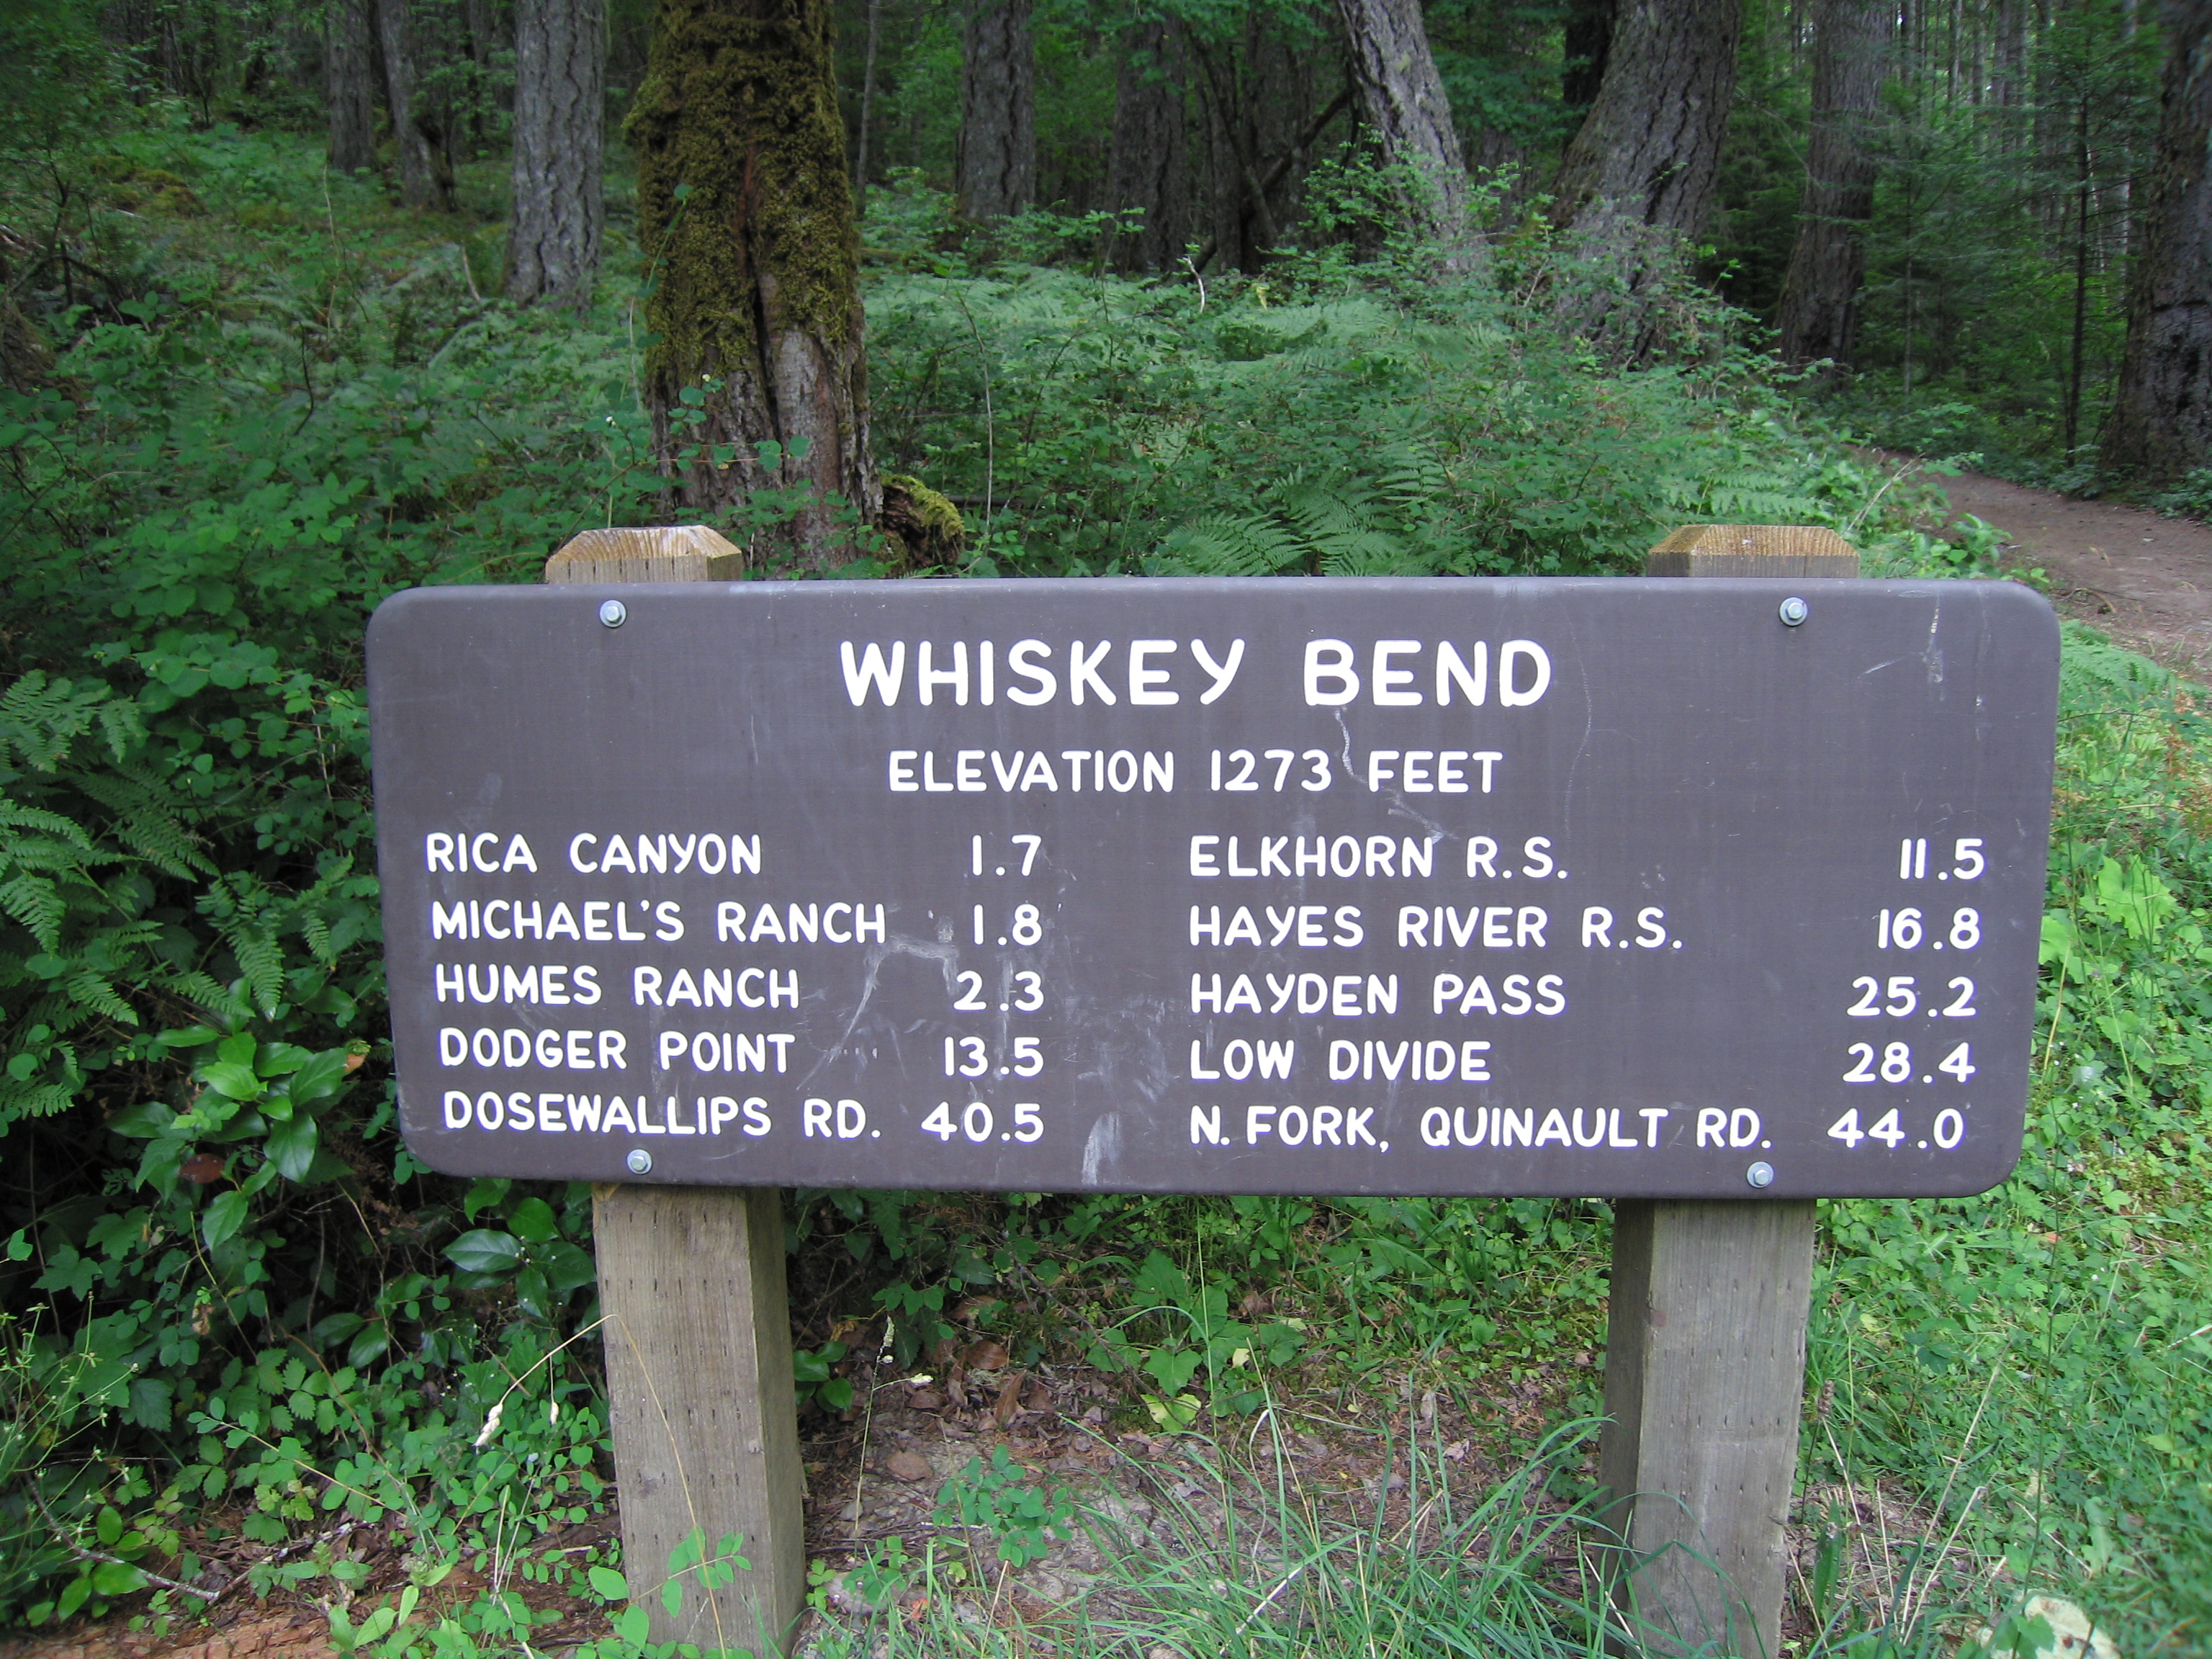 WHISKEY BEND
ELEVATION 1273 FEET
RICA CANYON 1.7
MICHAEL'S RANCH 1.8
HUMES RANCH 2.3
DODGER POINT 13.5
DOSEWALLIPS RD. 40.5
ELKHORN R.S. 11.5
HAYES RIVER R.S. 16.8
HAYDEN PASS 25.2
LOW DIVIDE 28.4
N. FORK, QUINAULT RD. 44.0